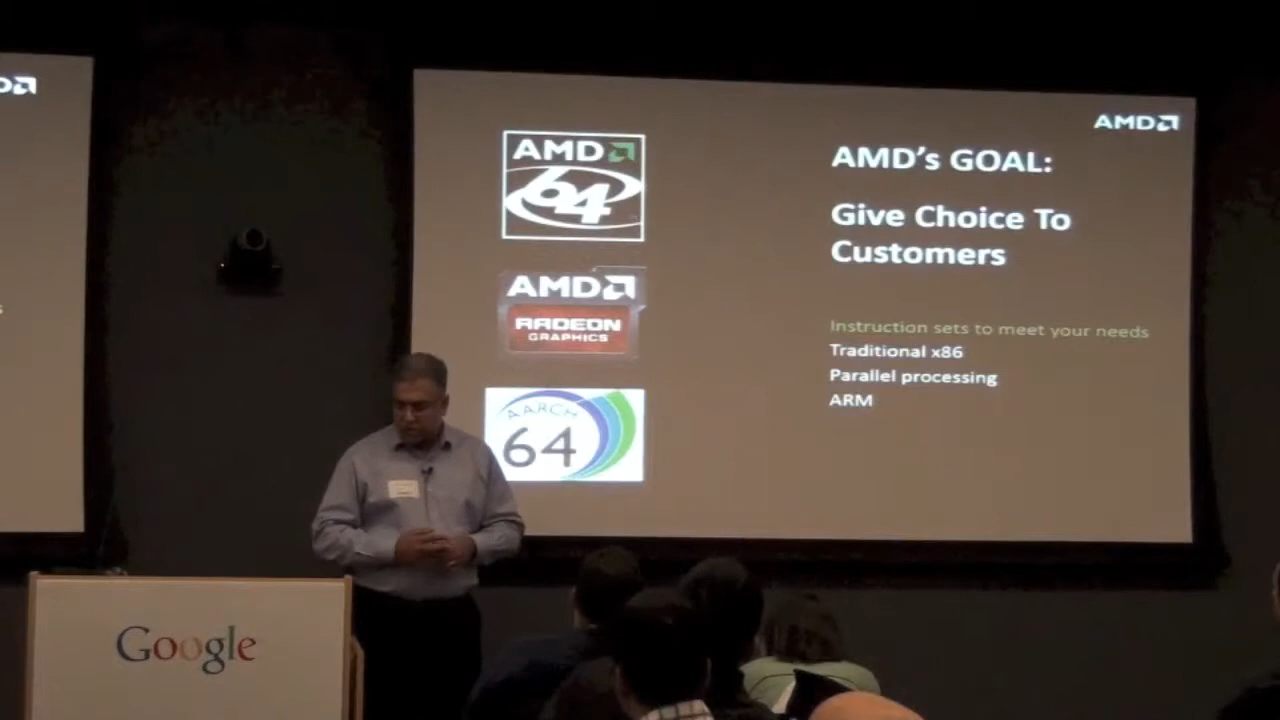 AMD
AMD
64
AMD
RADEON
GRAPHICS
AARCH
64
AMD's GOAL:
Give Choice To
Customers
Instruction sets to meet your needs
Traditional x86
Parallel processing
ARM
Google